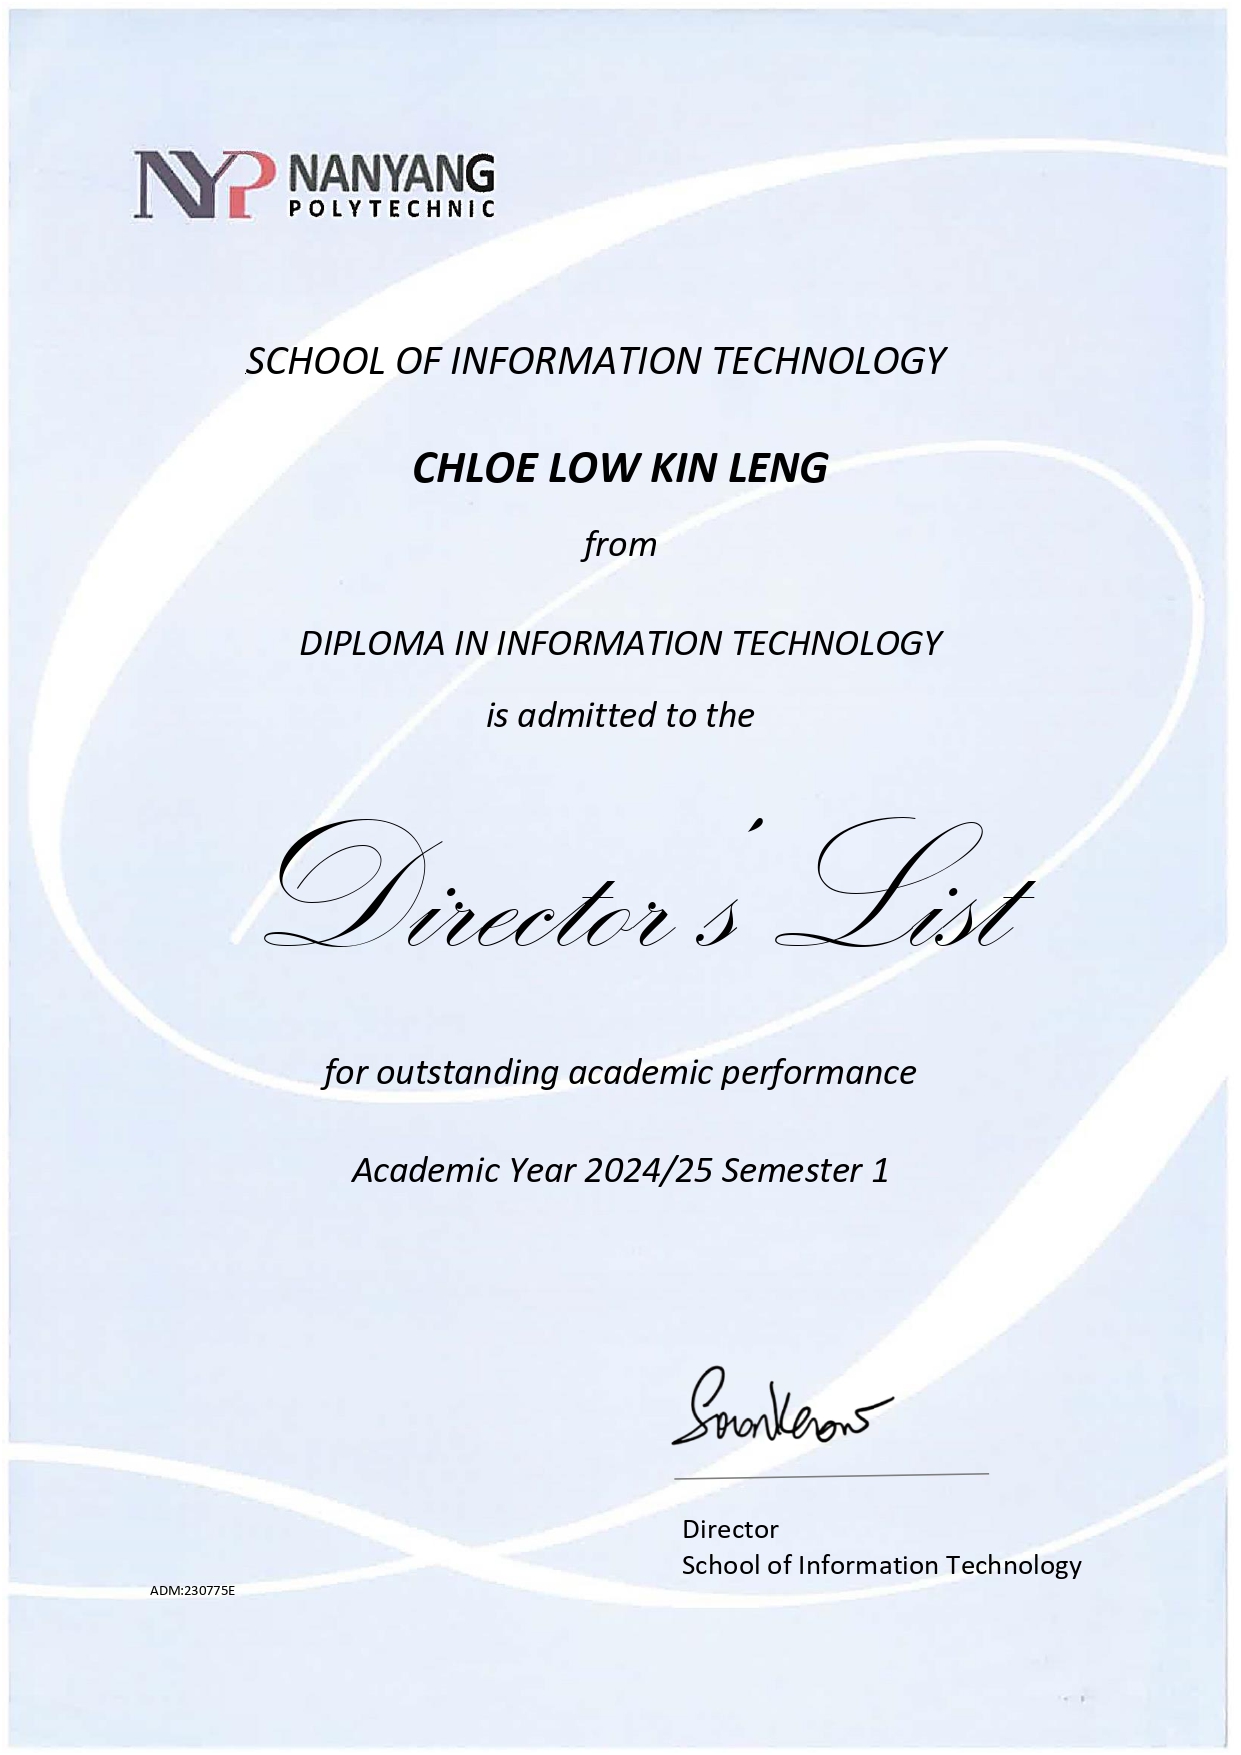 NYP NANYANG
POLYTECHNIC
SCHOOL OF INFORMATION TECHNOLOGY
CHLOE LOW KIN LENG
from
DIPLOMA IN INFORMATION TECHNOLOGY
is admitted to the
Director's List
for outstanding academic performance
Academic Year 2024/25 Semester 1
Director
School of Information Technology
ADM:230775E